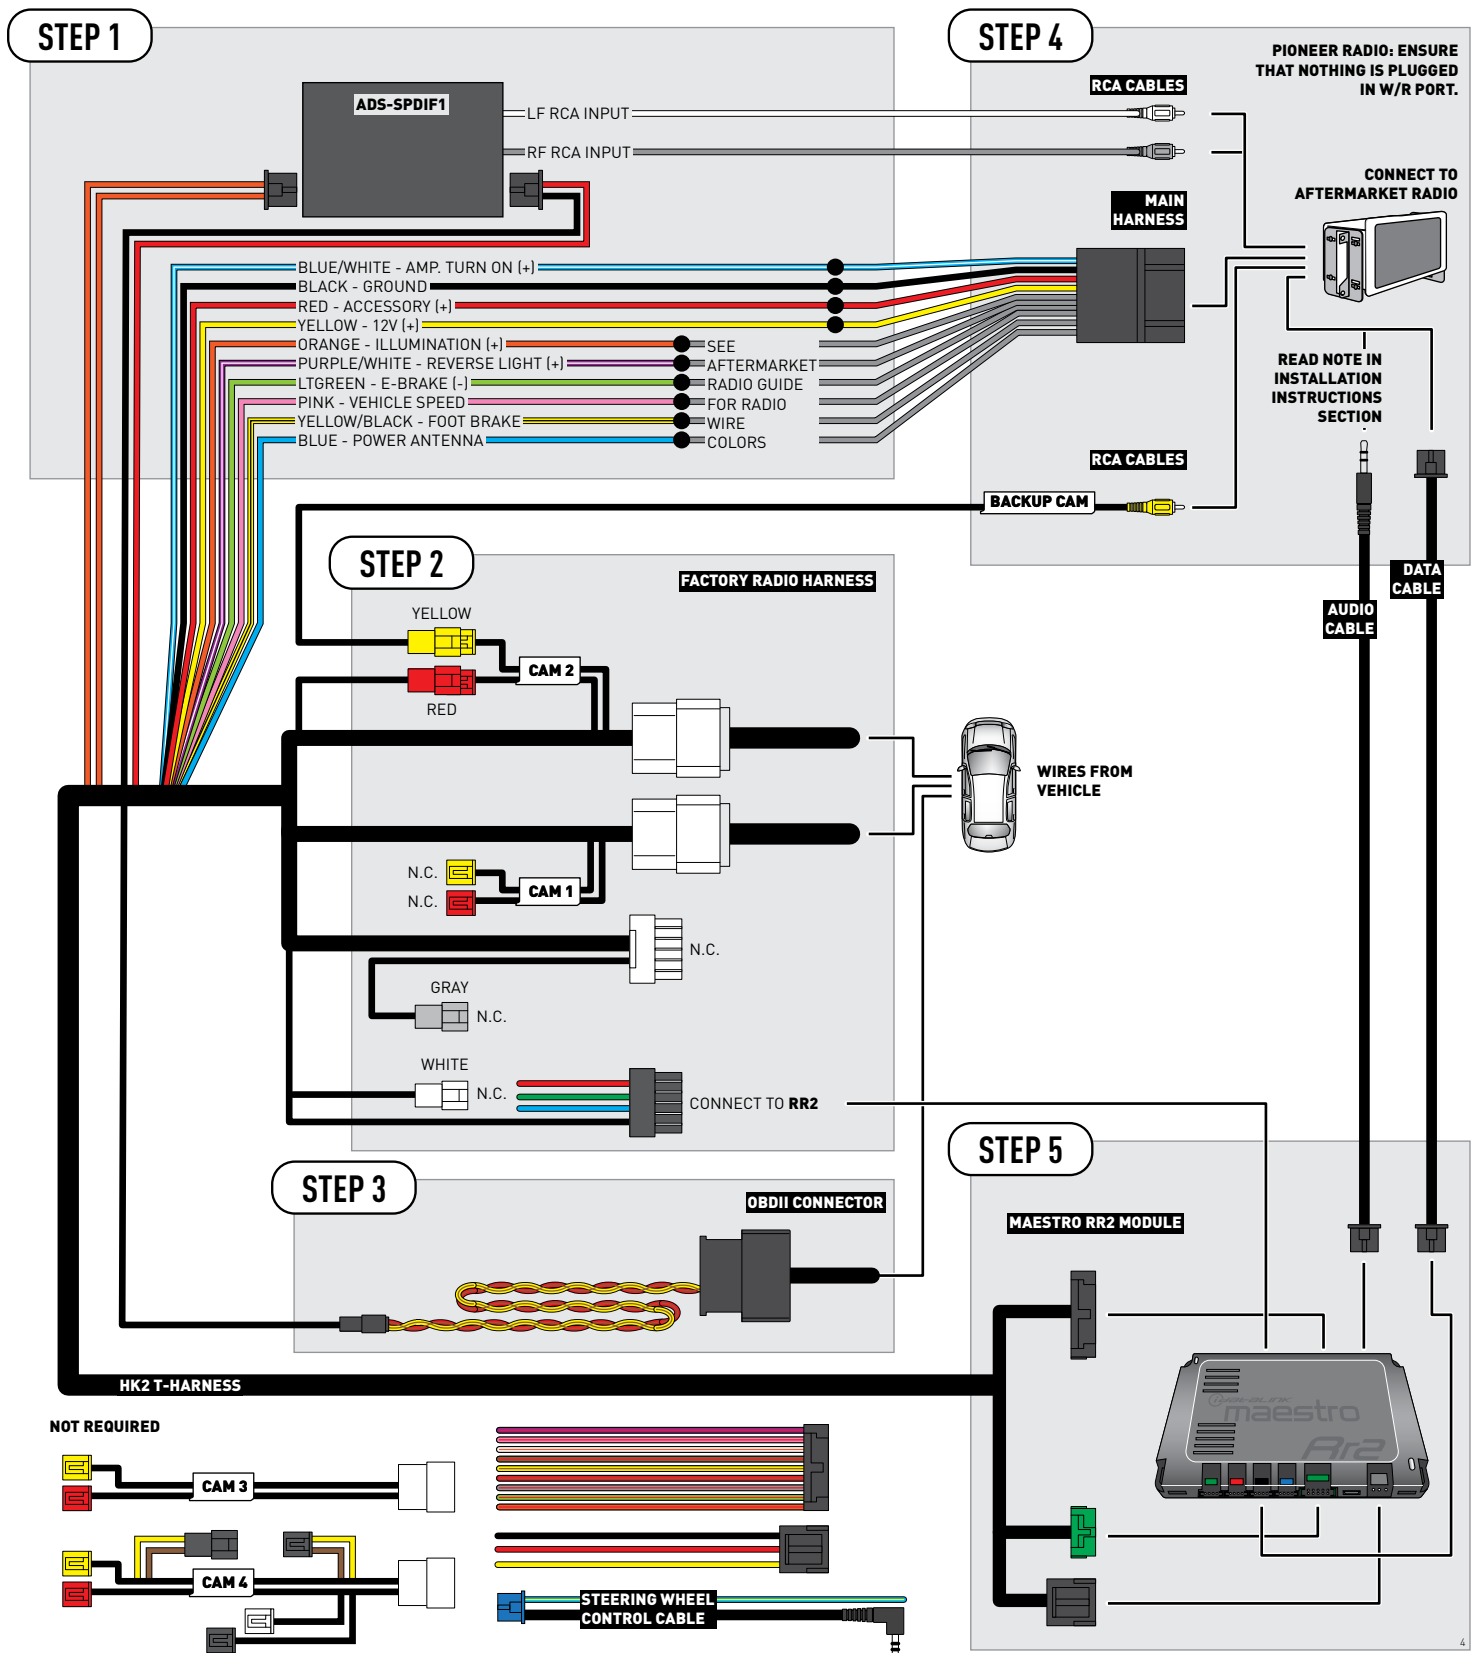 STEP 1
ADS-SPDIF1
LF RCA INPUT
RF RCA INPUT
BLUE/WHITE - AMP. TURN ON (+)
BLACK - GROUND
RED - ACCESSORY (+)
YELLOW - 12V (+)
ORANGE - ILLUMINATION (+)
PURPLE/WHITE - REVERSE LIGHT (+)
LTGREEN - E-BRAKE (-)
PINK - VEHICLE SPEED
YELLOW/BLACK - FOOT BRAKE
BLUE - POWER ANTENNA
SEE
AFTERMARKET
RADIO GUIDE
FOR RADIO
WIRE
COLORS
STEP 4
PIONEER RADIO: ENSURE
THAT NOTHING IS PLUGGED
IN W/R PORT.
RCA CABLES
CONNECT TO
AFTERMARKET RADIO
MAIN
HARNESS
READ NOTE IN
INSTALLATION
INSTRUCTIONS
SECTION
RCA CABLES
BACKUP CAM
DATA
CABLE
AUDIO
CABLE
STEP 2
FACTORY RADIO HARNESS
YELLOW
CAM 2
RED
WIRES FROM
VEHICLE
N.C.
CAM 1
N.C.
N.C.
GRAY
N.C.
WHITE
N.C.
CONNECT TO RR2
STEP 3
OBDII CONNECTOR
STEP 5
MAESTRO RR2 MODULE
maestro
Rr2
HK2 T-HARNESS
NOT REQUIRED
CAM 3
CAM 4
STEERING WHEEL
CONTROL CABLE
4